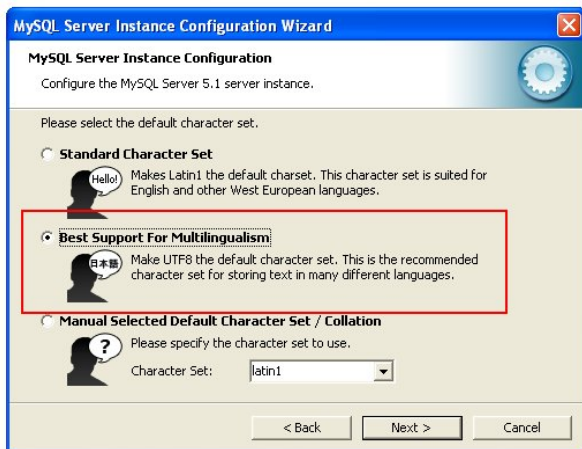 MySQL Server Instance Configuration Wizard
MySQL Server Instance Configuration
Configure the MySQL Server 5.1 server instance.
Please select the default character set.
Standard Character Set
Hello!
Makes Latin1 the default charset. This character set is suited for
English and other West European languages.
Best Support For Multilingualism
日本語
Make UTF8 the default character set. This is the recommended
character set for storing text in many different languages.
Manual Selected Default Character Set / Collation
?
Please specify the character set to use.
Character Set: latin1
< Back Next > Cancel